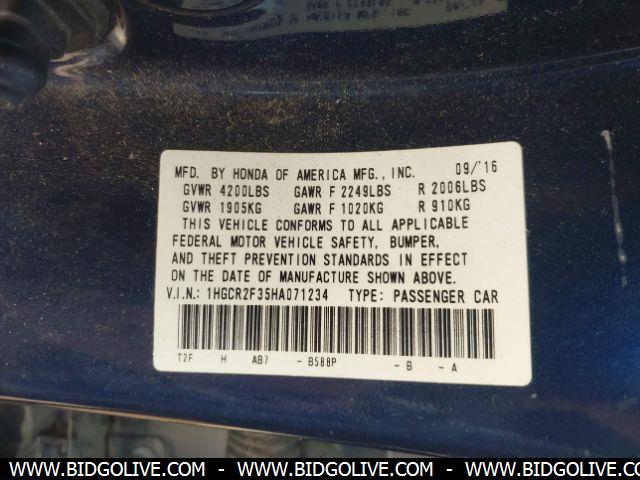 MFD. BY HONDA OF AMERICA MFG., INC. 09/'16
GVWR 4200LBS GAWR F 2249LBS R 2006LBS
GVWR 1905KG GAWR F 1020KG R 910KG
THIS VEHICLE CONFORMS TO ALL APPLICABLE
FEDERAL MOTOR VEHICLE SAFETY, BUMPER,
AND THEFT PREVENTION STANDARDS IN EFFECT
ON THE DATE OF MANUFACTURE SHOWN ABOVE.
V.I.N.: 1HGCR2F35HA071234 TYPE: PASSENGER CAR
T2F H AB7 - B588P - B - A
WWW.BIDGOLIVE.COM - WWW.BIDGOLIVE.COM - WWW.BIDGOLIVE.COM